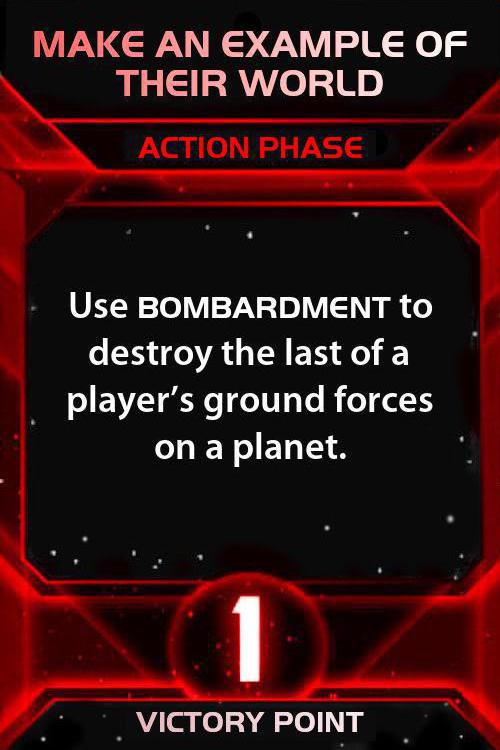 MAKE AN EXAMPLE OF
THEIR WORLD
ACTION PHASE
Use BOMBARDMENT to
destroy the last of a
player’s ground forces
on a planet.
1
VICTORY POINT